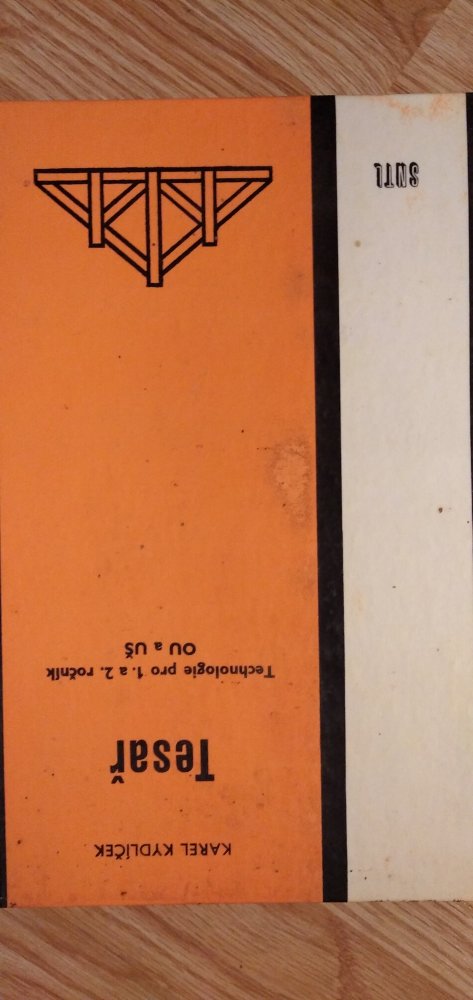 KAREL KYDLÍČEK
Tesař
Technologie pro 1. a 2. ročník
OU a UŠ
SNTL